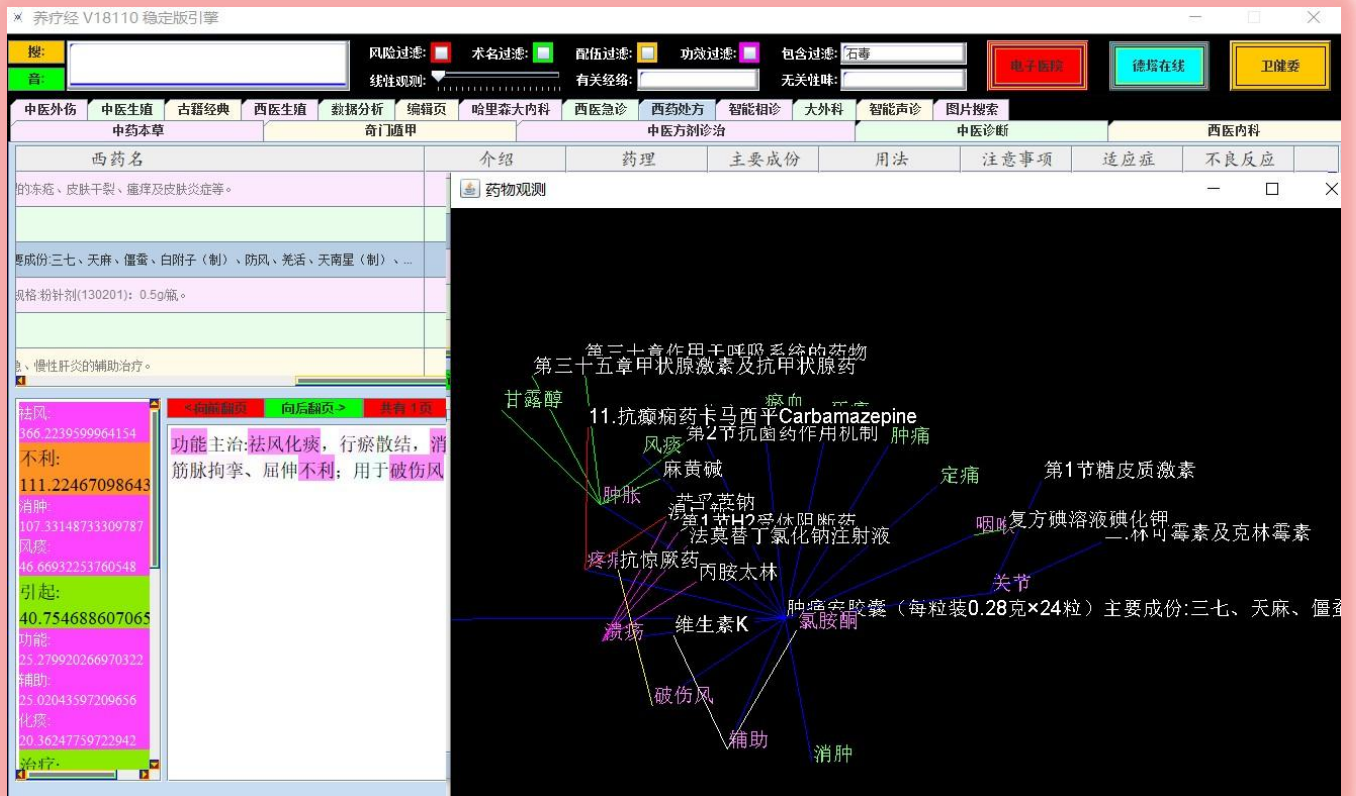 养疗经 V18110 稳定版引擎
搜: 风险过滤: 术名过滤: 配伍过滤: 功效过滤: 包含过滤: 石毒
电子医院 德塔在线 卫健委
音: 线性观测: 有关经络: 无关性味:
中医外伤 中医生殖 古籍经典 西医生殖 数据分析 编辑页 哈里森大内科 西医急诊 西药处方 智能相诊 大外科 智能声诊 图片搜索
中药本草 奇门遁甲 中医方剂诊治 中医诊断 西医内科
西药名 介绍 药理 主要成份 用法 注意事项 适应症 不良反应
的冻疮、皮肤干裂、瘙痒及皮肤炎症等。
药物观测
要成份:三七、天麻、僵蚕、白附子（制）、防风、羌活、天南星（制）、...
规格:粉针剂(130201)：0.5g/瓶。
急、慢性肝炎的辅助治疗。
<向前翻页 向后翻页> 共有 1 页
祛风:
366.2239599964154
不利:
111.22467098643
消肿:
107.33148733309787
风痰:
46.66932253760548
引起:
40.754688607065
功能:
25.279920266970322
辅助:
25.02043597209656
化痰:
20.36247759722942
治疗:
功能主治:祛风化痰，行瘀散结，消
筋脉拘挛、屈伸不利；用于破伤风
第三十章作用于呼吸系统的药物
第三十五章甲状腺激素及抗甲状腺药
甘露醇
瘀血
11.抗癫痫药卡马西平Carbamazepine
风痰
第2节抗菌药作用机制
肿痛
麻黄碱
定痛
第1节糖皮质激素
肿胀
第1节H2受体阻断药
咽喉
复方碘溶液碘化钾
法莫替丁氯化钠注射液
二.林可霉素及克林霉素
疼痛
抗惊厥药
丙胺太林
关节
肿痛安胶囊（每粒装0.28克×24粒）主要成份:三七、天麻、僵蚕
溃疡
维生素K
氯胺酮
破伤风
辅助
消肿